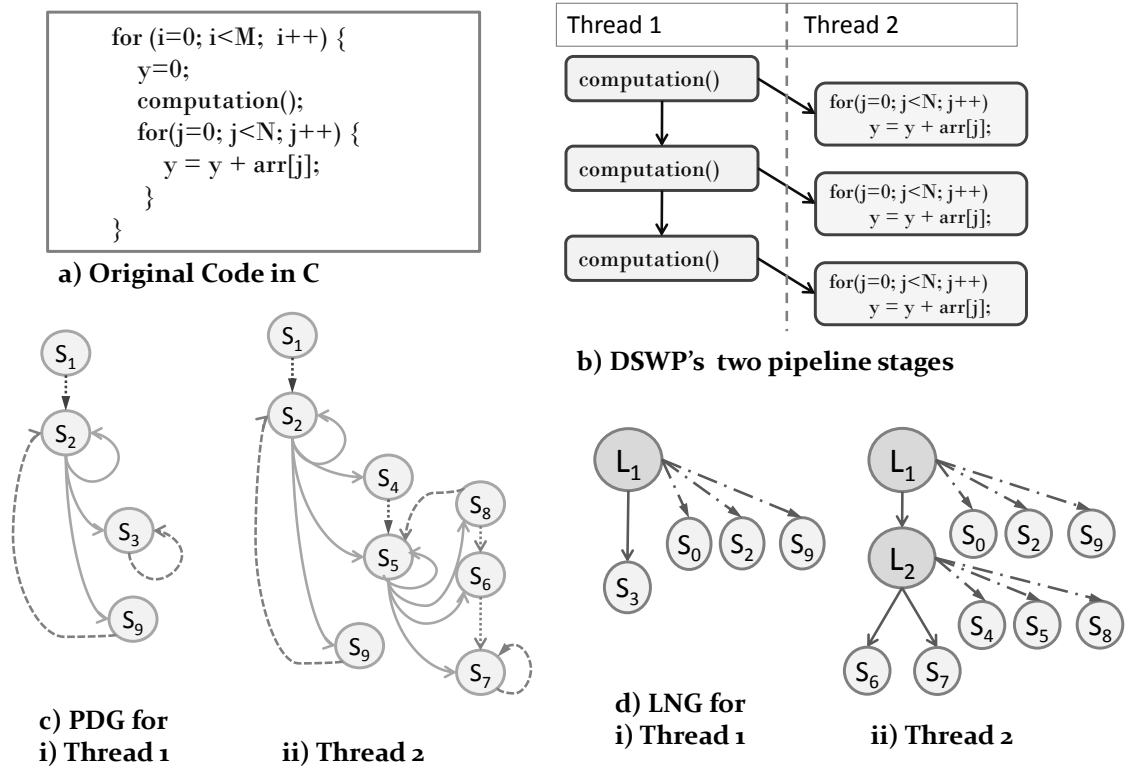 for (i=0; i<M; i++) {
y=0;
computation();
for(j=0; j<N; j++) {
y = y + arr[j];
}
}
a) Original Code in C
Thread 1
Thread 2
computation()
for(j=0; j<N; j++)
y = y + arr[j];
computation()
for(j=0; j<N; j++)
y = y + arr[j];
computation()
for(j=0; j<N; j++)
y = y + arr[j];
b) DSWP's two pipeline stages
S1
S2
S3
S9
c) PDG for
i) Thread 1
S1
S2
S4
S8
S5
S6
S9
S7
ii) Thread 2
L1
S0
S2
S9
S3
d) LNG for
i) Thread 1
L1
S0
S2
S9
L2
S4
S5
S8
S6
S7
ii) Thread 2